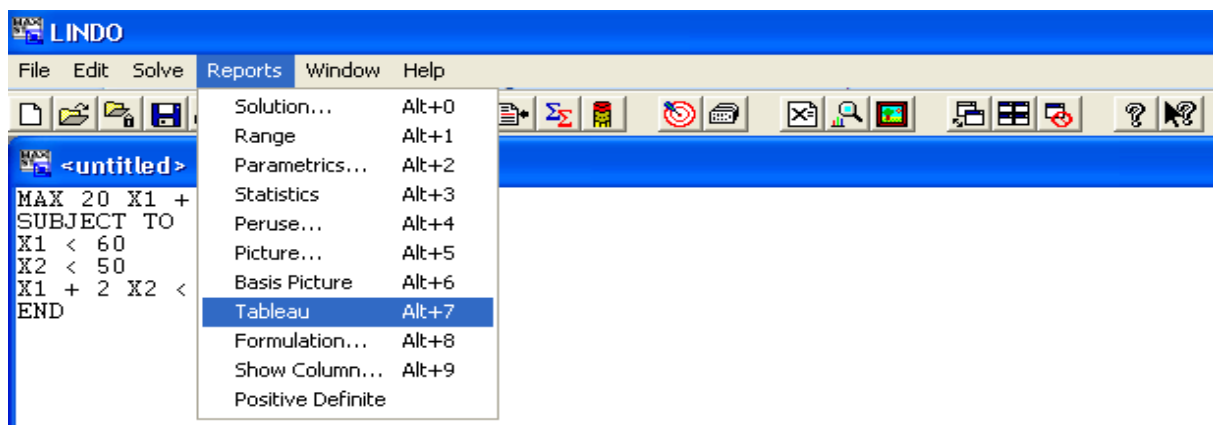 LINDO
File Edit Solve Reports Window Help
Solution... Alt+0
Range Alt+1
Parametrics... Alt+2
Statistics Alt+3
Peruse... Alt+4
Picture... Alt+5
Basis Picture Alt+6
Tableau Alt+7
Formulation... Alt+8
Show Column... Alt+9
Positive Definite
<untitled>
MAX 20 X1 +
SUBJECT TO
X1 < 60
X2 < 50
X1 + 2 X2 <
END